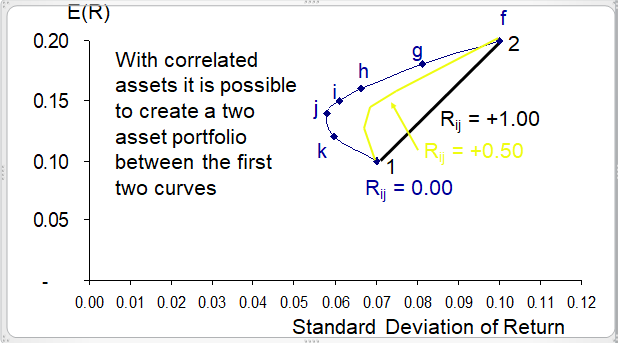 E(R)
f
0.20
2
With correlated
assets it is possible
to create a two
asset portfolio
between the first
two curves
g
h
i
0.15
j
Rij = +1.00
k
Rij = +0.50
0.10
1
Rij = 0.00
0.05
-
0.00 0.01 0.02 0.03 0.04 0.05 0.06 0.07 0.08 0.09 0.10 0.11 0.12
Standard Deviation of Return